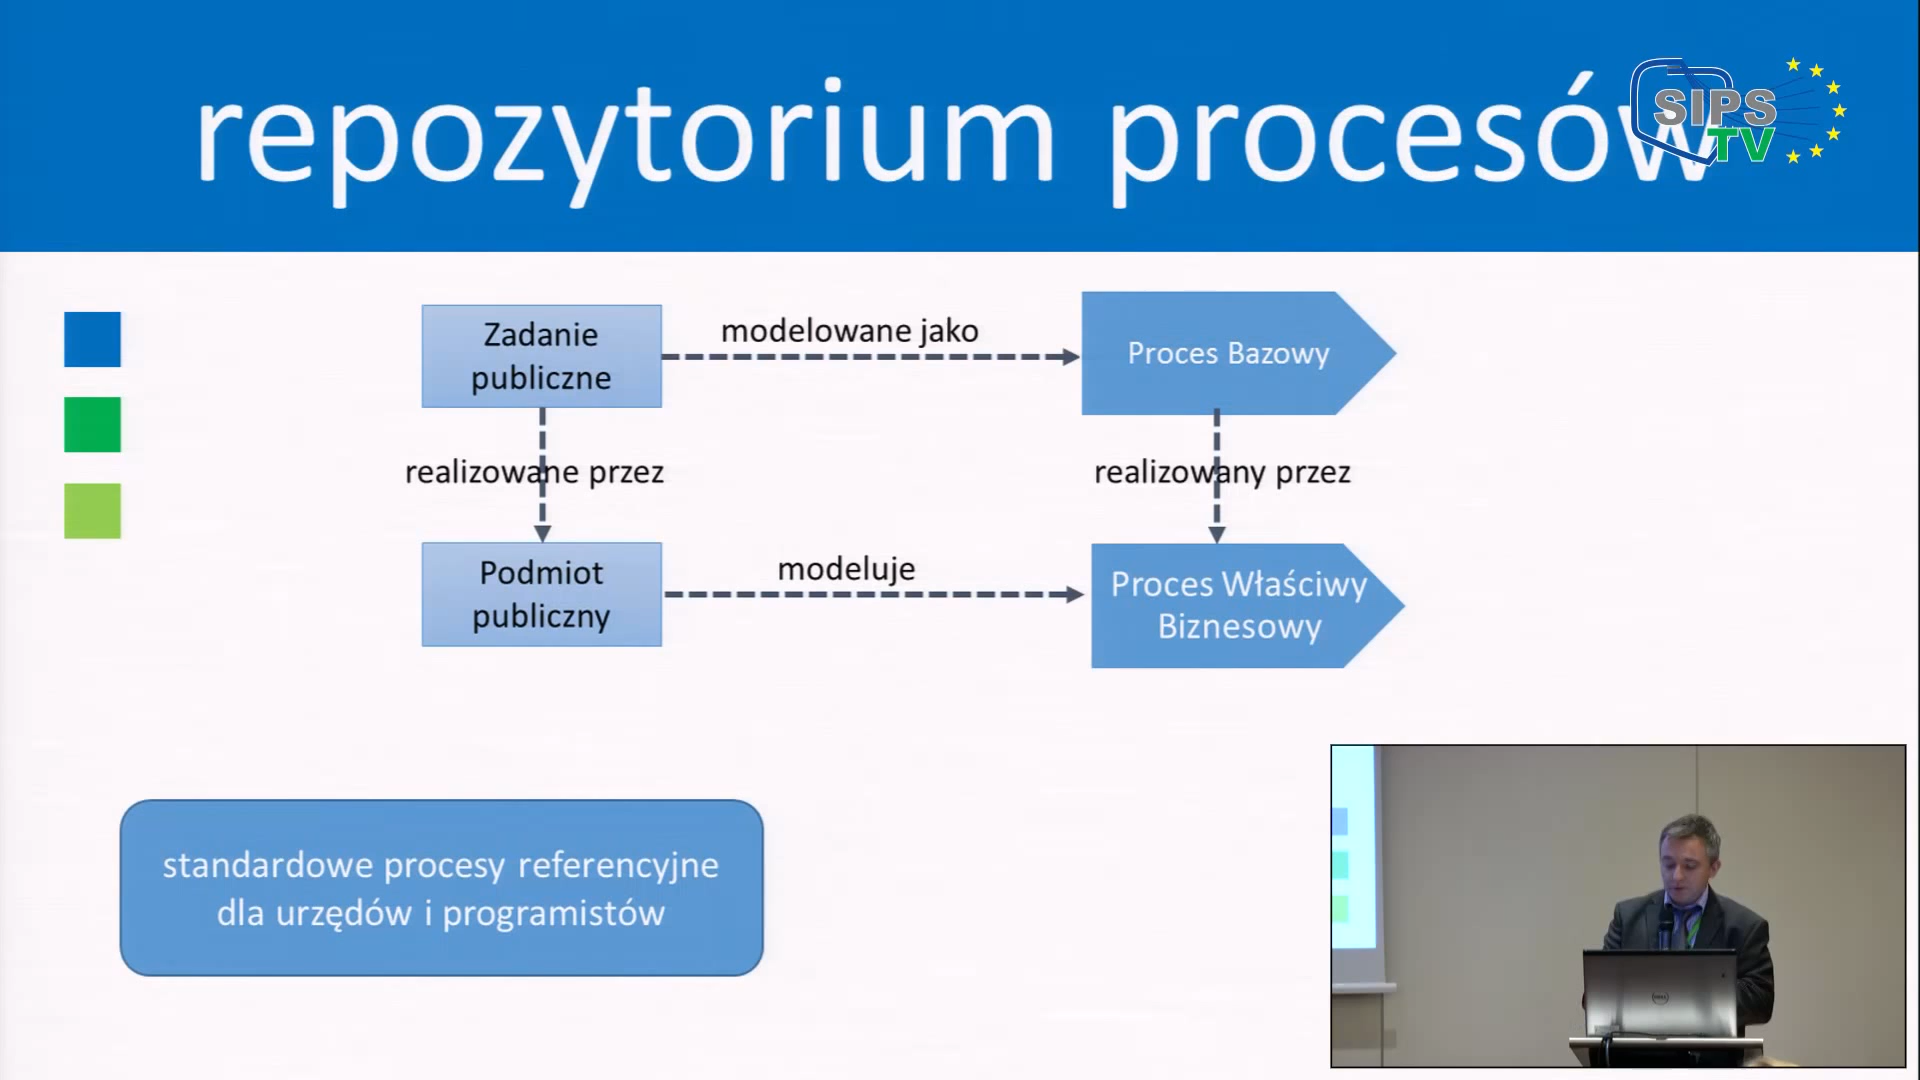 repozytorium procesów
SIPS
TV
Zadanie
publiczne
modelowane jako
Proces Bazowy
realizowane przez
realizowany przez
Podmiot
publiczny
modeluje
Proces Właściwy
Biznesowy
standardowe procesy referencyjne
dla urzędów i programistów
DELL